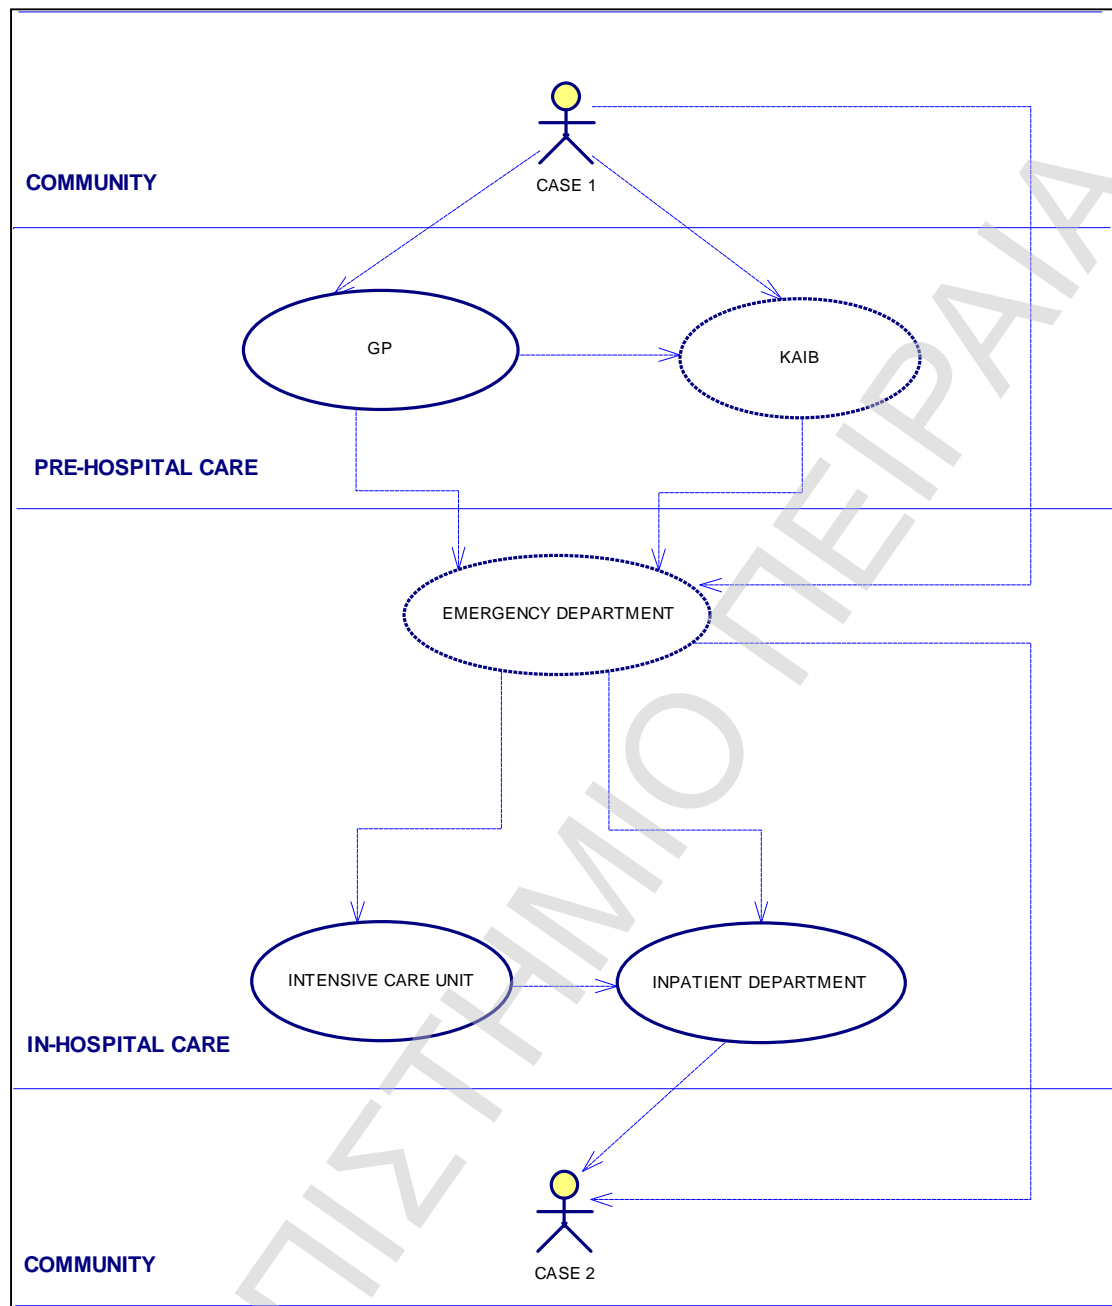 CASE 1
COMMUNITY
GP
KAIB
PRE-HOSPITAL CARE
EMERGENCY DEPARTMENT
INTENSIVE CARE UNIT
INPATIENT DEPARTMENT
IN-HOSPITAL CARE
CASE 2
COMMUNITY
ΠΙΣΤΗΜΙΟ ΠΕΙΡΑΙΑ